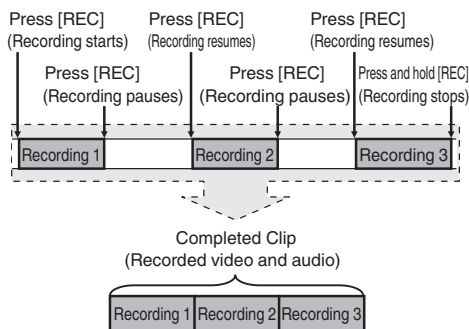 Press [REC]
(Recording starts)
Press [REC]
(Recording resumes)
Press [REC]
(Recording resumes)
Press [REC]
(Recording pauses)
Press [REC]
(Recording pauses)
Press and hold [REC]
(Recording stops)
Recording 1
Recording 2
Recording 3
Completed Clip
(Recorded video and audio)
Recording 1
Recording 2
Recording 3